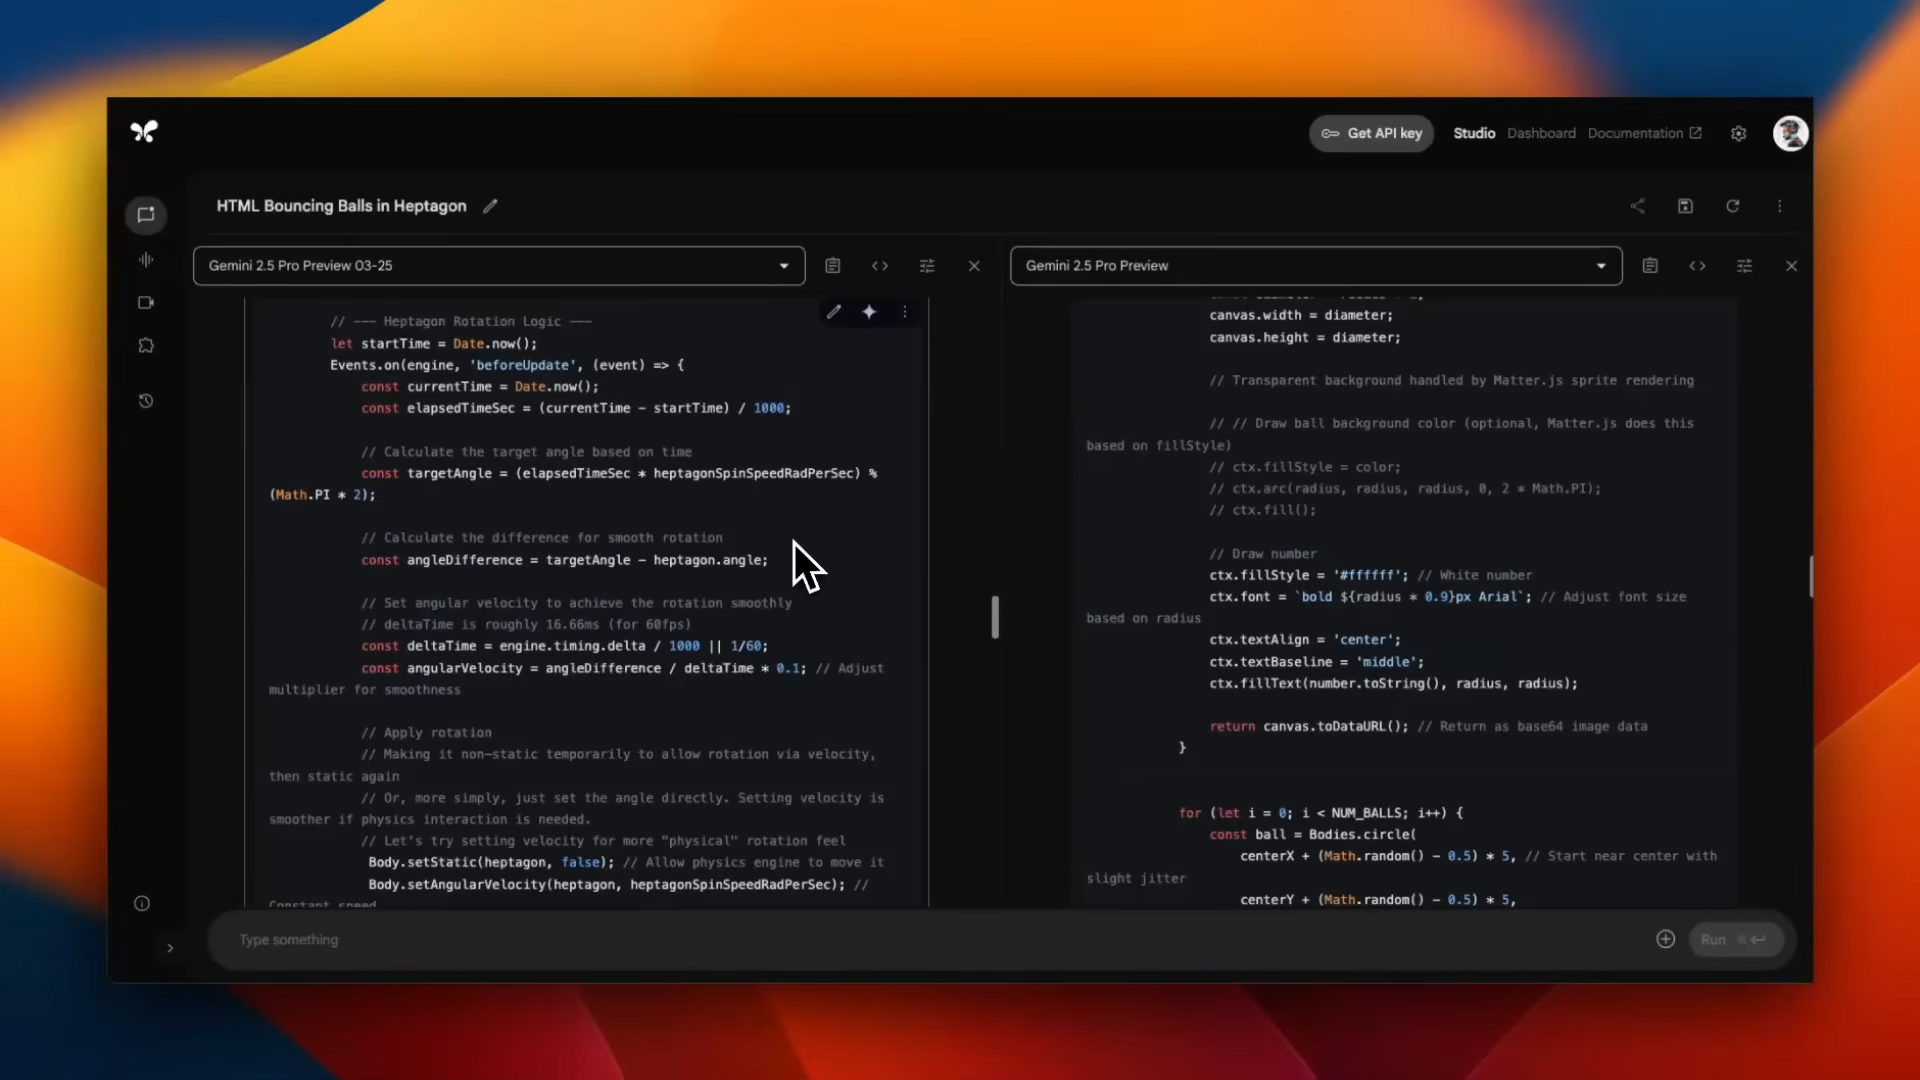 Get API key
Studio
Dashboard
Documentation
HTML Bouncing Balls in Heptagon
Gemini 2.5 Pro Preview 03-25
// --- Heptagon Rotation Logic ---
let startTime = Date.now();
Events.on(engine, 'beforeUpdate', (event) => {
const currentTime = Date.now();
const elapsedTimeSec = (currentTime - startTime) / 1000;
// Calculate the target angle based on time
const targetAngle = (elapsedTimeSec * heptagonSpinSpeedRadPerSec) %
(Math.PI * 2);
// Calculate the difference for smooth rotation
const angleDifference = targetAngle - heptagon.angle;
// Set angular velocity to achieve the rotation smoothly
// deltaTime is roughly 16.66ms (for 60fps)
const deltaTime = engine.timing.delta / 1000 || 1/60;
const angularVelocity = angleDifference / deltaTime * 0.1; // Adjust
multiplier for smoothness
// Apply rotation
// Making it non-static temporarily to allow rotation via velocity,
then static again
// Or, more simply, just set the angle directly. Setting velocity is
smoother if physics interaction is needed.
// Let's try setting velocity for more "physical" rotation feel
Body.setStatic(heptagon, false); // Allow physics engine to move it
Body.setAngularVelocity(heptagon, heptagonSpinSpeedRadPerSec); //
Constant speed
Gemini 2.5 Pro Preview
canvas.width = diameter;
canvas.height = diameter;
// Transparent background handled by Matter.js sprite rendering
// // Draw ball background color (optional, Matter.js does this
based on fillStyle)
// ctx.fillStyle = color;
// ctx.arc(radius, radius, radius, 0, 2 * Math.PI);
// ctx.fill();
// Draw number
ctx.fillStyle = '#ffffff'; // White number
ctx.font = `bold ${radius * 0.9}px Arial`; // Adjust font size
based on radius
ctx.textAlign = 'center';
ctx.textBaseline = 'middle';
ctx.fillText(number.toString(), radius, radius);
return canvas.toDataURL(); // Return as base64 image data
}
for (let i = 0; i < NUM_BALLS; i++) {
const ball = Bodies.circle(
centerX + (Math.random() - 0.5) * 5, // Start near center with
slight jitter
centerY + (Math.random() - 0.5) * 5,
Type something
Run ⌘↩